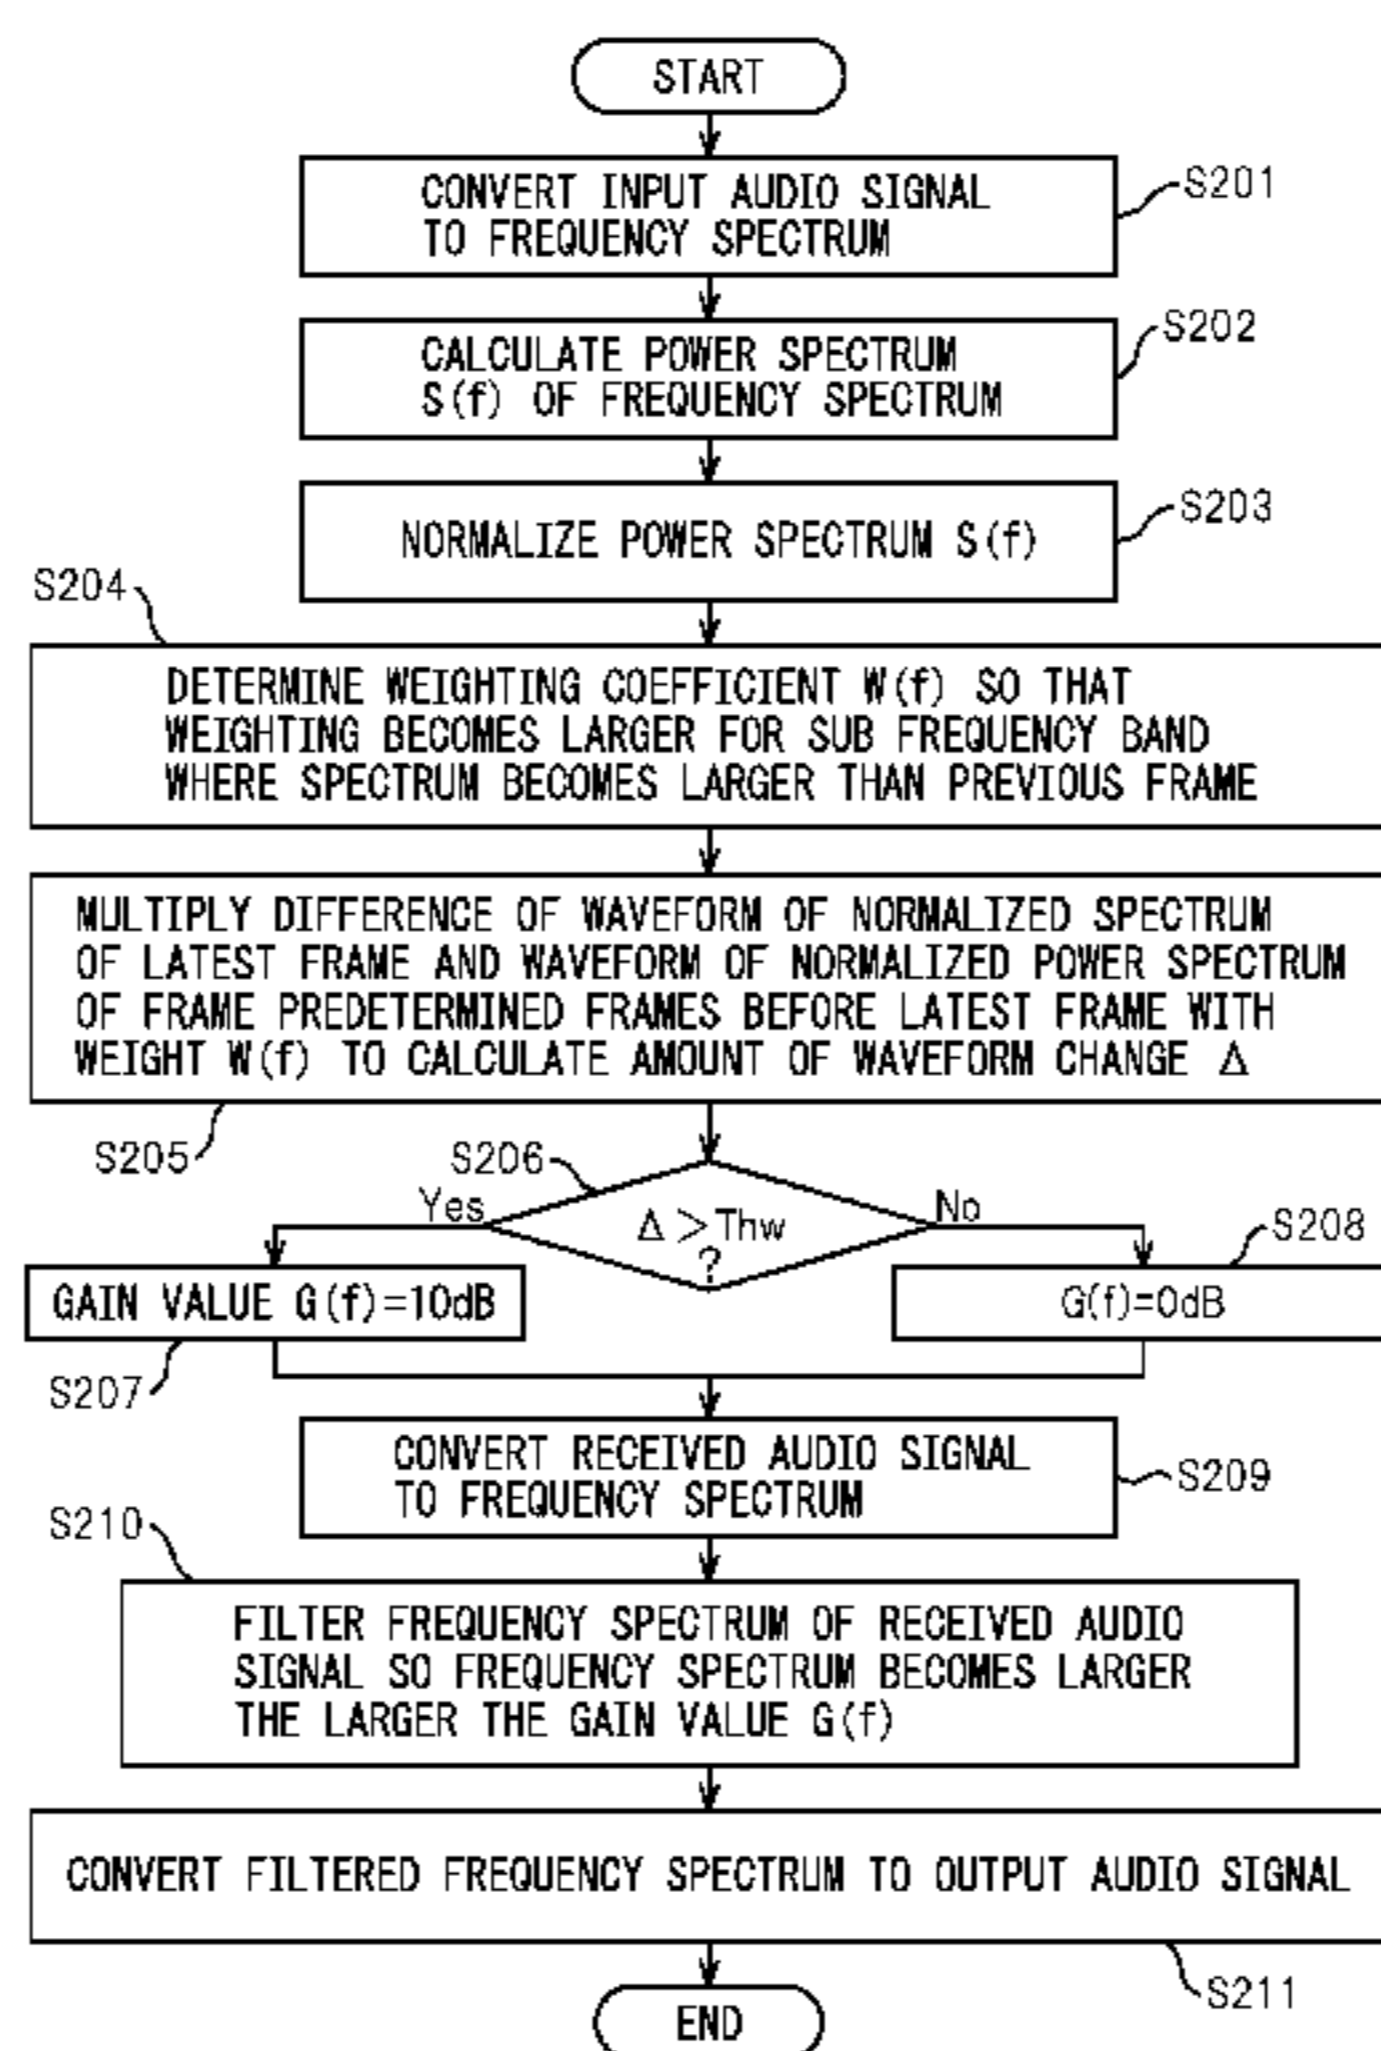 START
CONVERT INPUT AUDIO SIGNAL
TO FREQUENCY SPECTRUM
S201
CALCULATE POWER SPECTRUM
S(f) OF FREQUENCY SPECTRUM
S202
NORMALIZE POWER SPECTRUM S(f)
S203
S204
DETERMINE WEIGHTING COEFFICIENT W(f) SO THAT
WEIGHTING BECOMES LARGER FOR SUB FREQUENCY BAND
WHERE SPECTRUM BECOMES LARGER THAN PREVIOUS FRAME
MULTIPLY DIFFERENCE OF WAVEFORM OF NORMALIZED SPECTRUM
OF LATEST FRAME AND WAVEFORM OF NORMALIZED POWER SPECTRUM
OF FRAME PREDETERMINED FRAMES BEFORE LATEST FRAME WITH
WEIGHT W(f) TO CALCULATE AMOUNT OF WAVEFORM CHANGE Δ
S205
S206
Yes
Δ>Thw
?
No
S208
GAIN VALUE G(f)=10dB
G(f)=0dB
S207
CONVERT RECEIVED AUDIO SIGNAL
TO FREQUENCY SPECTRUM
S209
S210
FILTER FREQUENCY SPECTRUM OF RECEIVED AUDIO
SIGNAL SO FREQUENCY SPECTRUM BECOMES LARGER
THE LARGER THE GAIN VALUE G(f)
CONVERT FILTERED FREQUENCY SPECTRUM TO OUTPUT AUDIO SIGNAL
S211
END